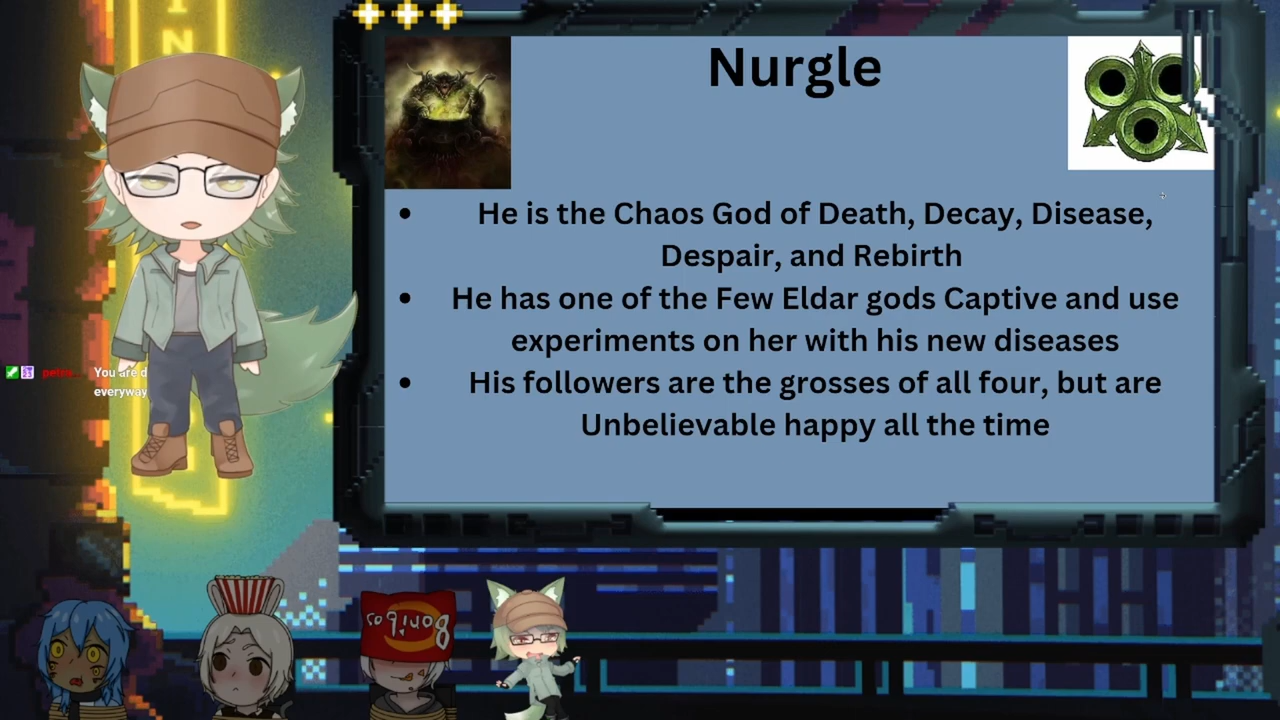 IN
Nurgle
He is the Chaos God of Death, Decay, Disease,
Despair, and Rebirth
He has one of the Few Eldar gods Captive and use
experiments on her with his new diseases
His followers are the grosses of all four, but are
Unbelievable happy all the time
You are d
everyway